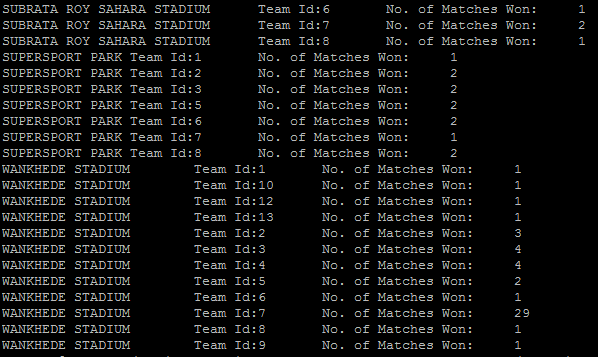 SUBRATA ROY SAHARA STADIUM Team Id:6 No. of Matches Won: 1
SUBRATA ROY SAHARA STADIUM Team Id:7 No. of Matches Won: 2
SUBRATA ROY SAHARA STADIUM Team Id:8 No. of Matches Won: 1
SUPERSPORT PARK Team Id:1 No. of Matches Won: 1
SUPERSPORT PARK Team Id:2 No. of Matches Won: 2
SUPERSPORT PARK Team Id:3 No. of Matches Won: 2
SUPERSPORT PARK Team Id:5 No. of Matches Won: 2
SUPERSPORT PARK Team Id:6 No. of Matches Won: 2
SUPERSPORT PARK Team Id:7 No. of Matches Won: 1
SUPERSPORT PARK Team Id:8 No. of Matches Won: 2
WANKHEDE STADIUM Team Id:1 No. of Matches Won: 1
WANKHEDE STADIUM Team Id:10 No. of Matches Won: 1
WANKHEDE STADIUM Team Id:12 No. of Matches Won: 1
WANKHEDE STADIUM Team Id:13 No. of Matches Won: 1
WANKHEDE STADIUM Team Id:2 No. of Matches Won: 3
WANKHEDE STADIUM Team Id:3 No. of Matches Won: 4
WANKHEDE STADIUM Team Id:4 No. of Matches Won: 4
WANKHEDE STADIUM Team Id:5 No. of Matches Won: 2
WANKHEDE STADIUM Team Id:6 No. of Matches Won: 1
WANKHEDE STADIUM Team Id:7 No. of Matches Won: 29
WANKHEDE STADIUM Team Id:8 No. of Matches Won: 1
WANKHEDE STADIUM Team Id:9 No. of Matches Won: 1